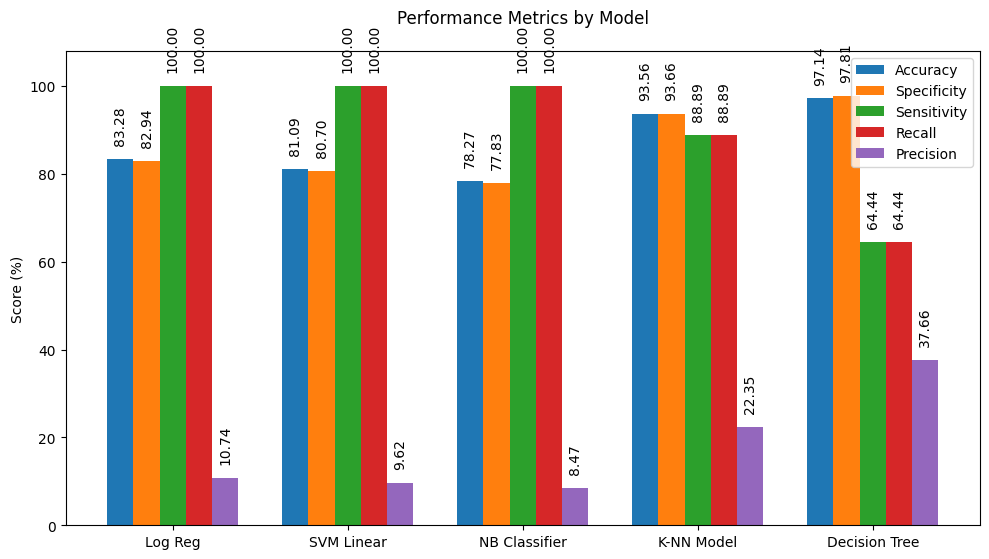 Performance Metrics by Model
Score (%)
100
80
60
40
20
0
83.28
82.94
100.00
100.00
10.74
81.09
80.70
100.00
100.00
9.62
78.27
77.83
100.00
100.00
8.47
93.56
93.66
88.89
88.89
22.35
97.14
97.81
64.44
64.44
37.66
Accuracy
Specificity
Sensitivity
Recall
Precision
Log Reg
SVM Linear
NB Classifier
K-NN Model
Decision Tree